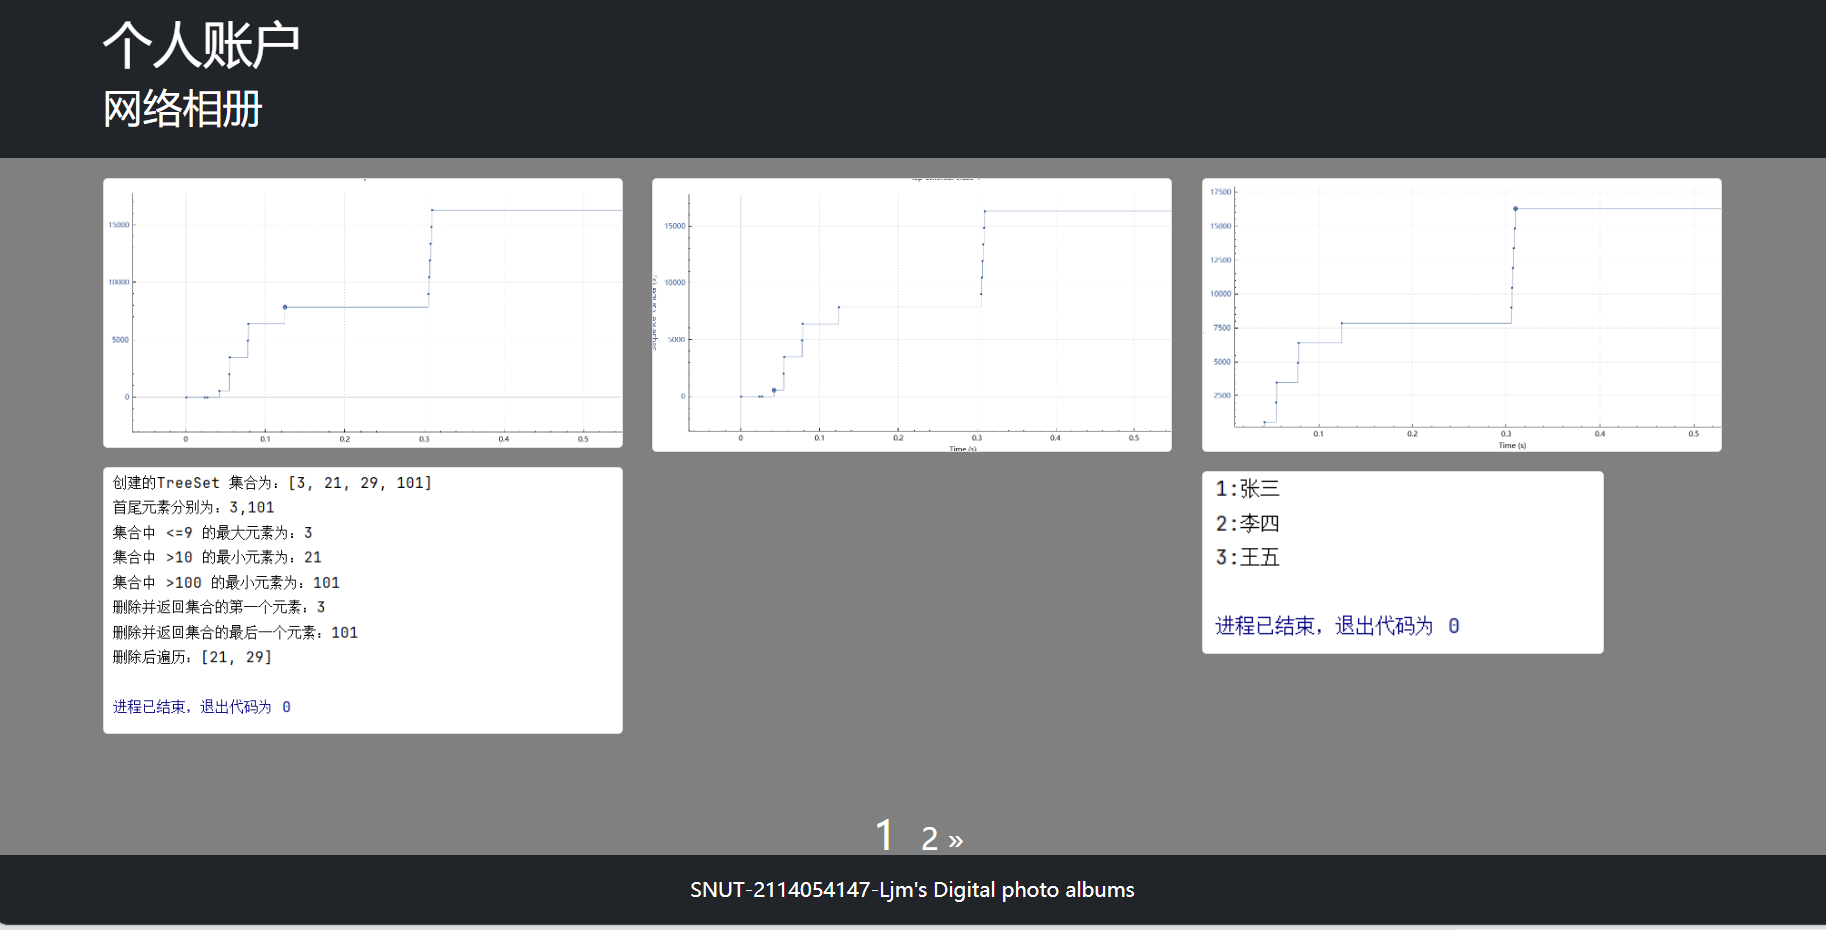 个人账户
网络相册
15000
10000
5000
0
0 0.1 0.2 0.3 0.4 0.5
15000
10000
5000
0
0 0.1 0.2 0.3 0.4 0.5
Time (s)
17500
15000
12500
10000
7500
5000
2500
0.1 0.2 0.3 0.4 0.5
Time (s)
创建的TreeSet 集合为：[3, 21, 29, 101]
首尾元素分别为：3,101
集合中 <=9 的最大元素为：3
集合中 >10 的最小元素为：21
集合中 >100 的最小元素为：101
删除并返回集合的第一个元素：3
删除并返回集合的最后一个元素：101
删除后遍历：[21, 29]
进程已结束，退出代码为 0
1:张三
2:李四
3:王五
进程已结束，退出代码为 0
1 2 »
SNUT-2114054147-Ljm's Digital photo albums